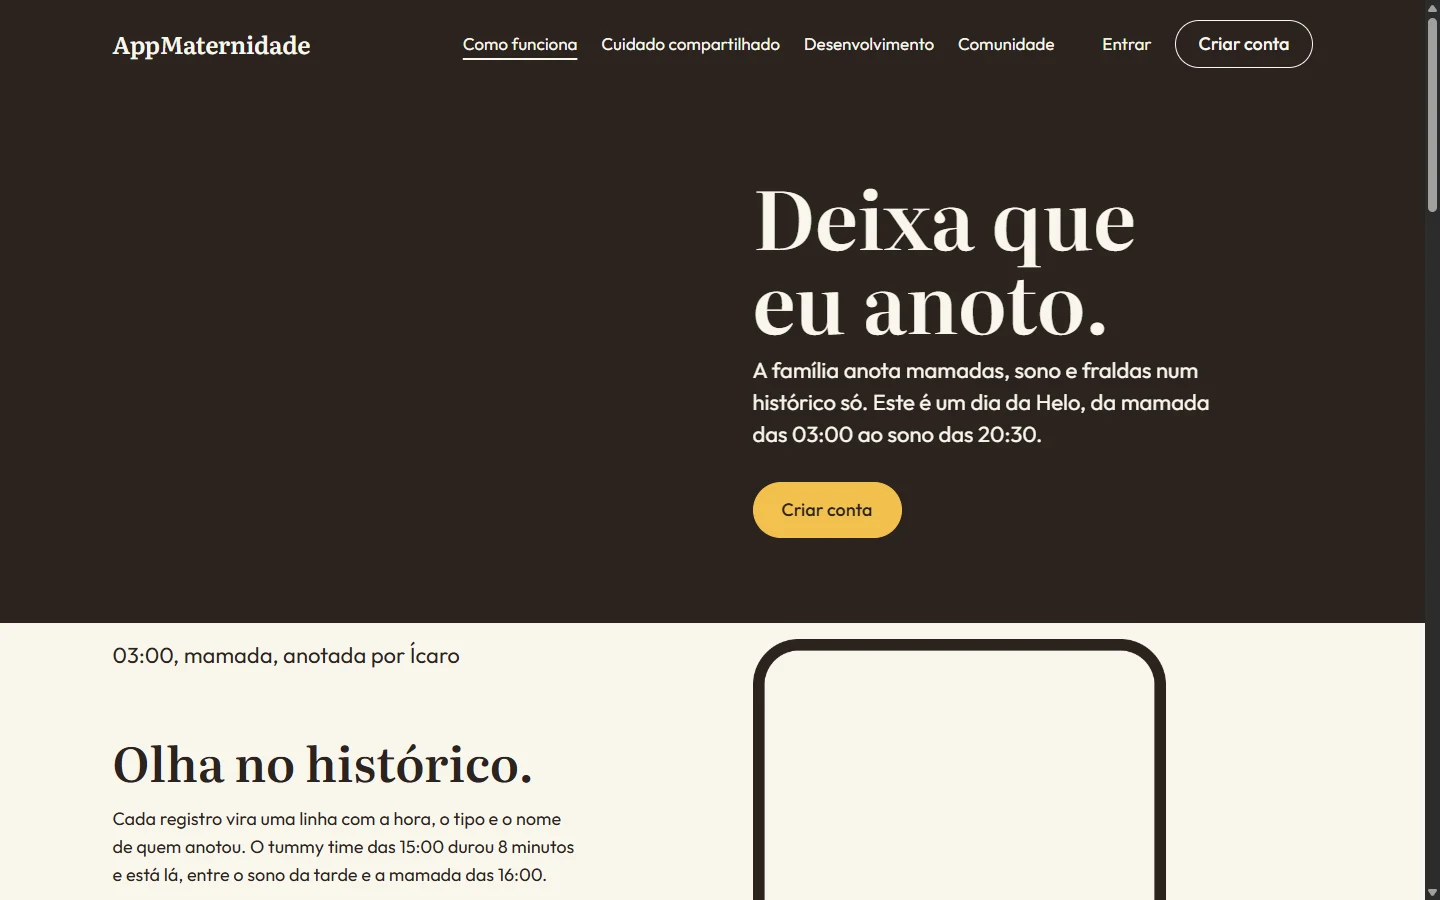 AppMaternidade
Como funciona
Cuidado compartilhado
Desenvolvimento
Comunidade
Entrar
Criar conta
Deixa que
eu anoto.
A família anota mamadas, sono e fraldas num
histórico só. Este é um dia da Helo, da mamada
das 03:00 ao sono das 20:30.
Criar conta
03:00, mamada, anotada por Ícaro
Olha no histórico.
Cada registro vira uma linha com a hora, o tipo e o nome
de quem anotou. O tummy time das 15:00 durou 8 minutos
e está lá, entre o sono da tarde e a mamada das 16:00.